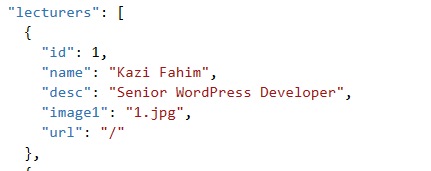 "lecturers": [
{
"id": 1,
"name": "Kazi Fahim",
"desc": "Senior WordPress Developer",
"image1": "1.jpg",
"url": "/"
},